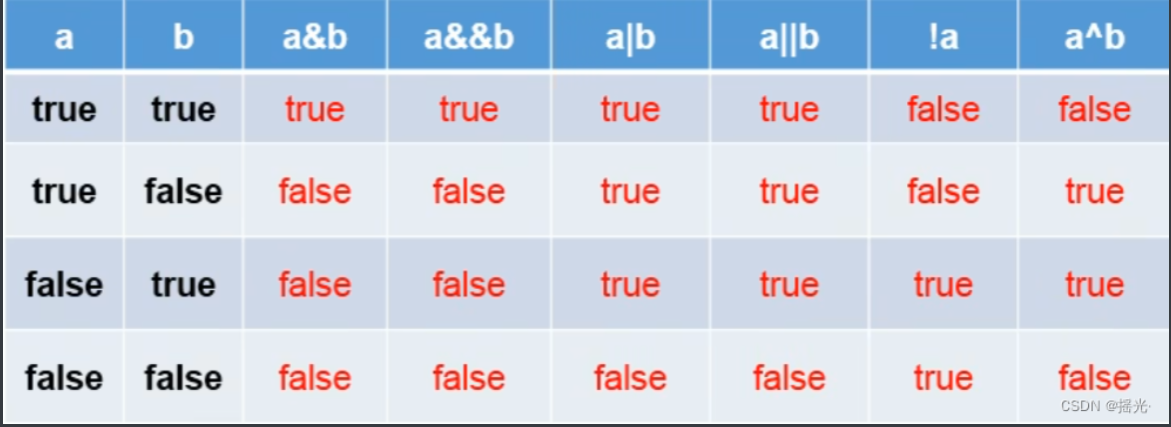 a b a&b a&&b a|b a||b !a a^b
true true true true true true false false
true false false false true true false true
false true false false true true true true
false false false false false false true false
CSDN @摇光·